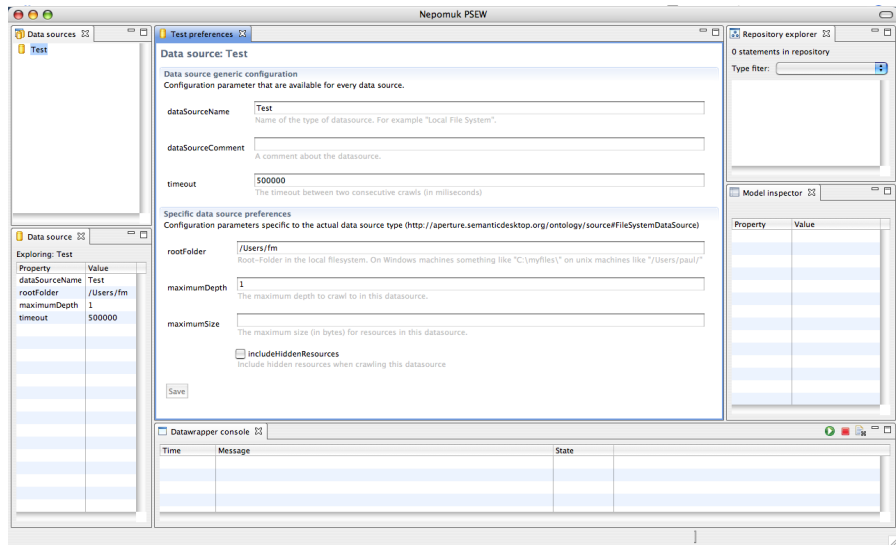 Nepomuk PSEW
Data sources
Test
Test preferences
Data source: Test
Data source generic configuration
Configuration parameter that are available for every data source.
dataSourceName
Test
Name of the type of datasource. For example "Local File System".
dataSourceComment
A comment about the datasource.
timeout
500000
The timeout between two consecutive crawls (in miliseconds)
Specific data source preferences
Configuration parameters specific to the actual data source type (http://aperture.semanticdesktop.org/ontology/source#FileSystemDataSource)
rootFolder
/Users/fm
Root-Folder in the local filesystem. On Windows machines something like "C:\myfiles\" on unix machines like "/Users/paul/"
maximumDepth
1
The maximum depth to crawl to in this datasource.
maximumSize
The maximum size (in bytes) for resources in this datasource.
includeHiddenResources
Include hidden resources when crawling this datasource
Save
Repository explorer
0 statements in repository
Type fiter:
Model inspector
Property Value
Data source
Exploring: Test
Property Value
dataSourceName Test
rootFolder /Users/fm
maximumDepth 1
timeout 500000
Datawrapper console
Time Message State